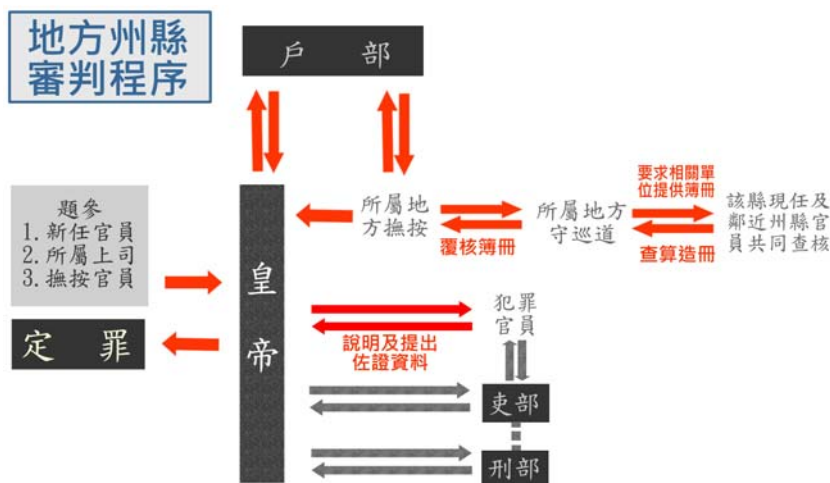 地方州縣
審判程序
戶 部
題參
1.新任官員
2.所屬上司
3.撫按官員
皇
帝
定 罪
所屬地
方撫按
覆核簿冊
所屬地方
守巡道
要求相關單
位提供簿冊
查算造冊
該縣現任及
鄰近州縣官
員共同查核
犯罪
官員
說明及提出
佐證資料
吏部
刑部